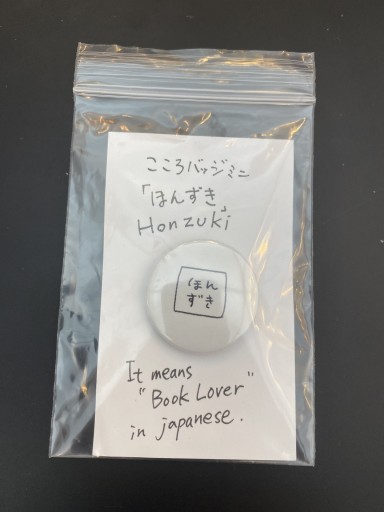 こころバッジミニ
「ほんずき」
Honzuki
ほん
ずき
It means
"Book Lover"
in japanese.